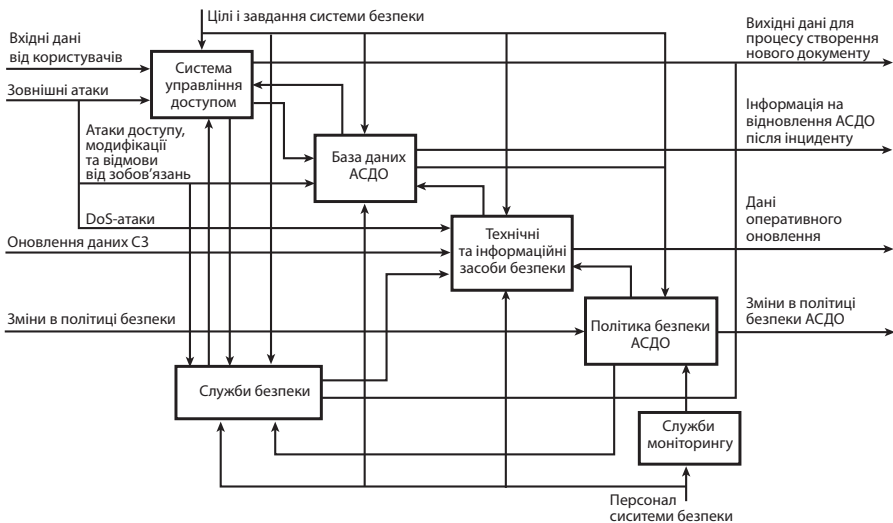 Цілі і завдання системи безпеки
Вхідні дані
від користувачів
Зовнішні атаки
Система
управління
доступом
Вихідні дані для
процесу створення
нового документу
Атаки доступу,
модифікації
та відмови
від зобов’язань
База даних
АСДО
Інформація на
відновлення АСДО
після інциденту
DoS-атаки
Оновлення даних СЗ
Технічні
та інформаційні
засоби безпеки
Дані
оперативного
оновлення
Зміни в політиці безпеки
Політика безпеки
АСДО
Зміни в політиці
безпеки АСДО
Служби безпеки
Служби
моніторингу
Персонал
сиситеми безпеки